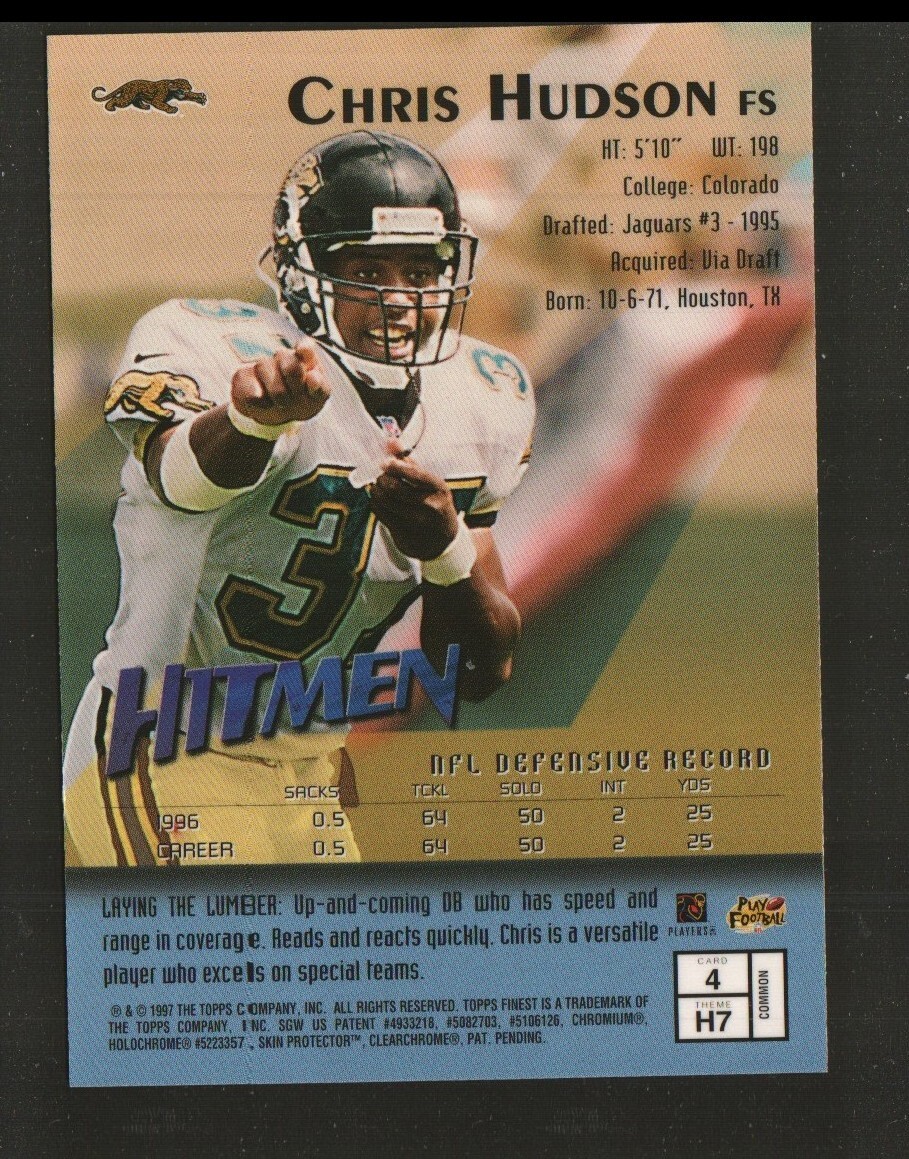 CHRIS HUDSON FS
HT: 5'10" WT: 198
College: Colorado
Drafted: Jaguars #3 - 1995
Acquired: Via Draft
Born: 10-6-71, Houston, TX
3
3
HITMEN
NFL DEFENSIVE RECORD
SACKS TCKL SOLO INT YDS
1996 0.5 64 50 2 25
CAREER 0.5 64 50 2 25
LAYING THE LUMBER: Up-and-coming DB who has speed and
range in coverage. Reads and reacts quickly. Chris is a versatile
player who excels on special teams.
PLAYERS
PLAY
FOOTBALL
CARD
4
THEME
H7
COMMON
® & © 1997 THE TOPPS COMPANY, INC. ALL RIGHTS RESERVED. TOPPS FINEST IS A TRADEMARK OF
THE TOPPS COMPANY, INC. SGW US PATENT #4933218, #5082703, #5106126, CHROMIUM®,
HOLOCHROME® #5223357, SKIN PROTECTOR™, CLEARCHROME®, PAT. PENDING.